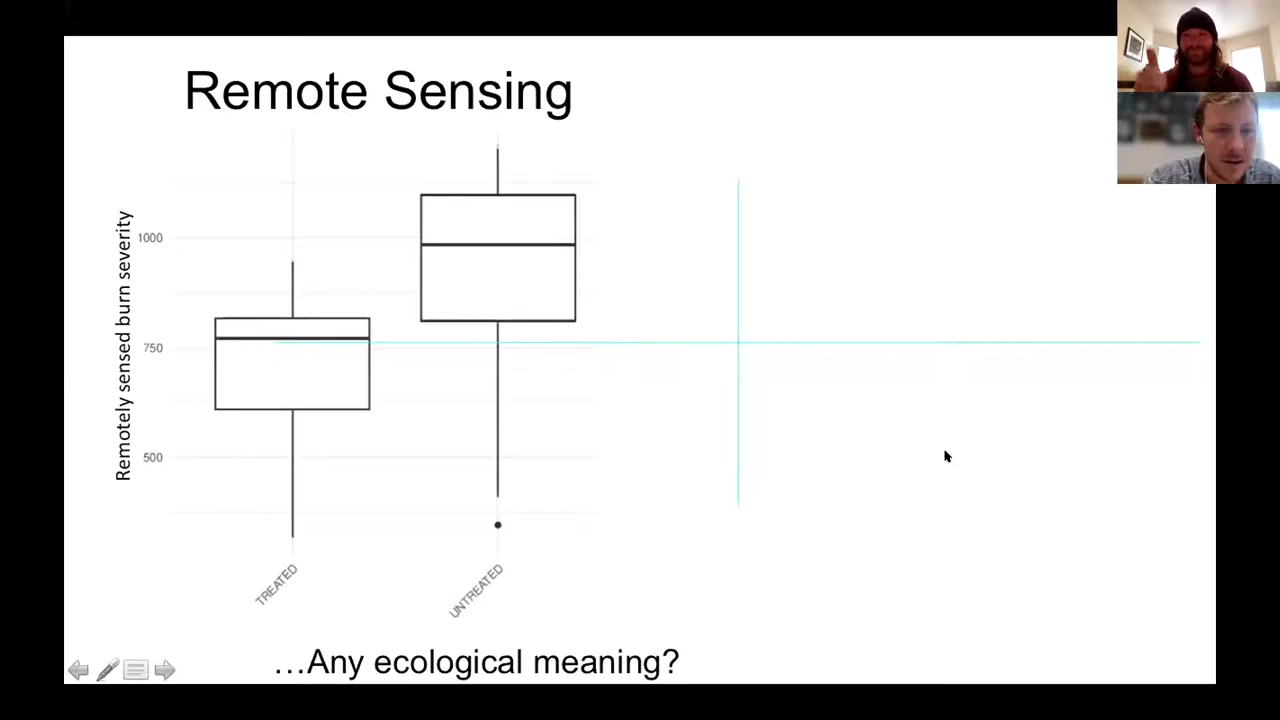 Remote Sensing
Remotely sensed burn severity
1000
750
500
TREATED
UNTREATED
…Any ecological meaning?